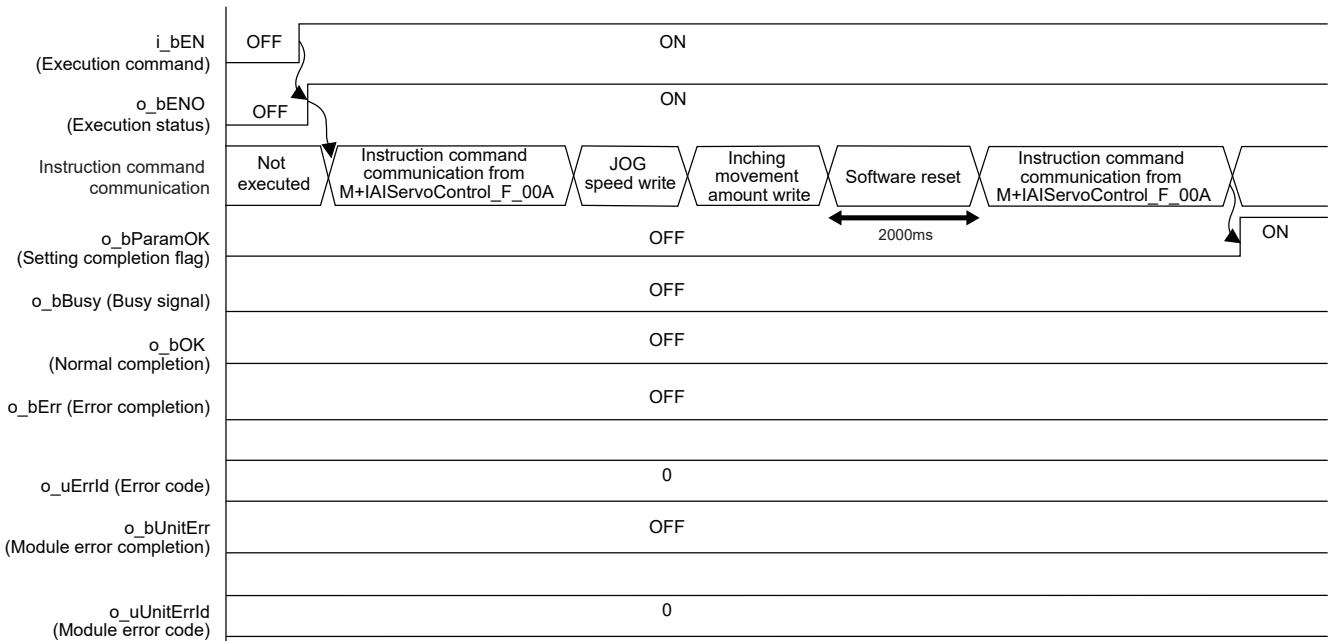 i_bEN
(Execution command)
OFF
ON
o_bENO
(Execution status)
OFF
ON
Instruction command
communication
Not
executed
Instruction command
communication from
M+IAIServoControl_F_00A
JOG
speed write
Inching
movement
amount write
Software reset
Instruction command
communication from
M+IAIServoControl_F_00A
2000ms
o_bParamOK
(Setting completion flag)
OFF
ON
o_bBusy (Busy signal)
OFF
o_bOK
(Normal completion)
OFF
o_bErr (Error completion)
OFF
o_uErrId (Error code)
0
o_bUnitErr
(Module error completion)
OFF
o_uUnitErrId
(Module error code)
0